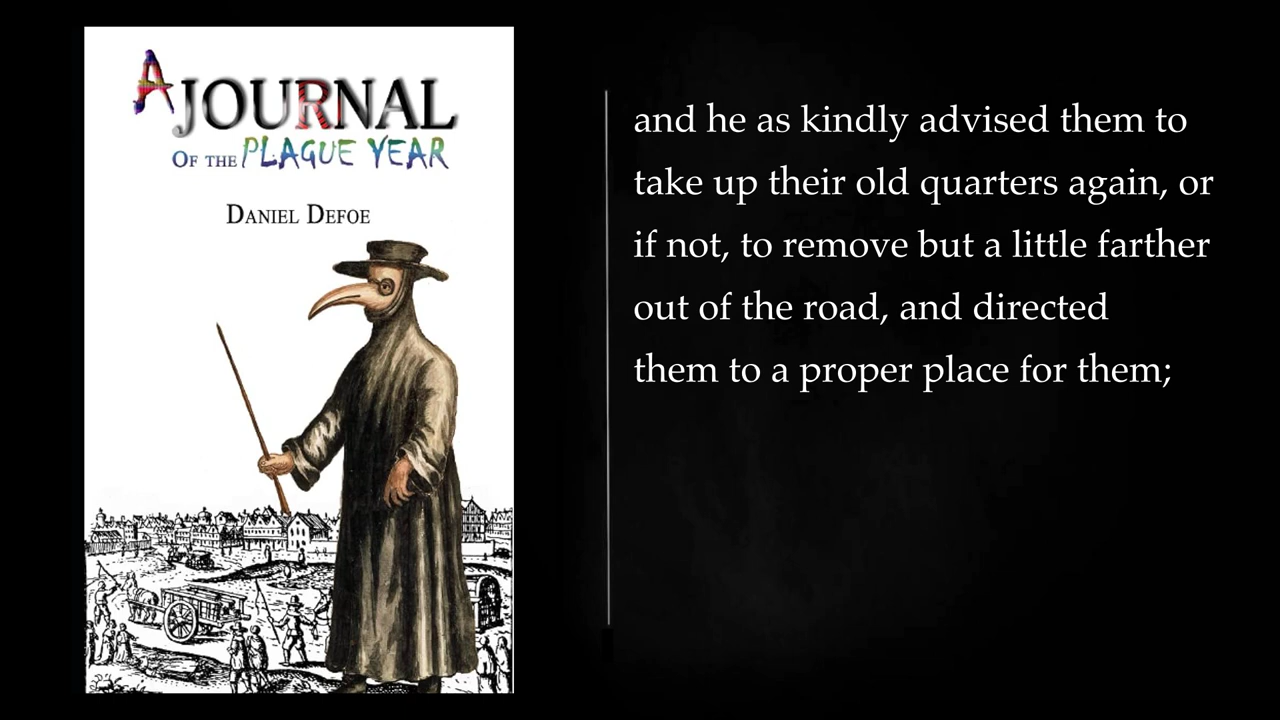 A JOURNAL
OF THE PLAGUE YEAR
DANIEL DEFOE
and he as kindly advised them to
take up their old quarters again, or
if not, to remove but a little farther
out of the road, and directed
them to a proper place for them;